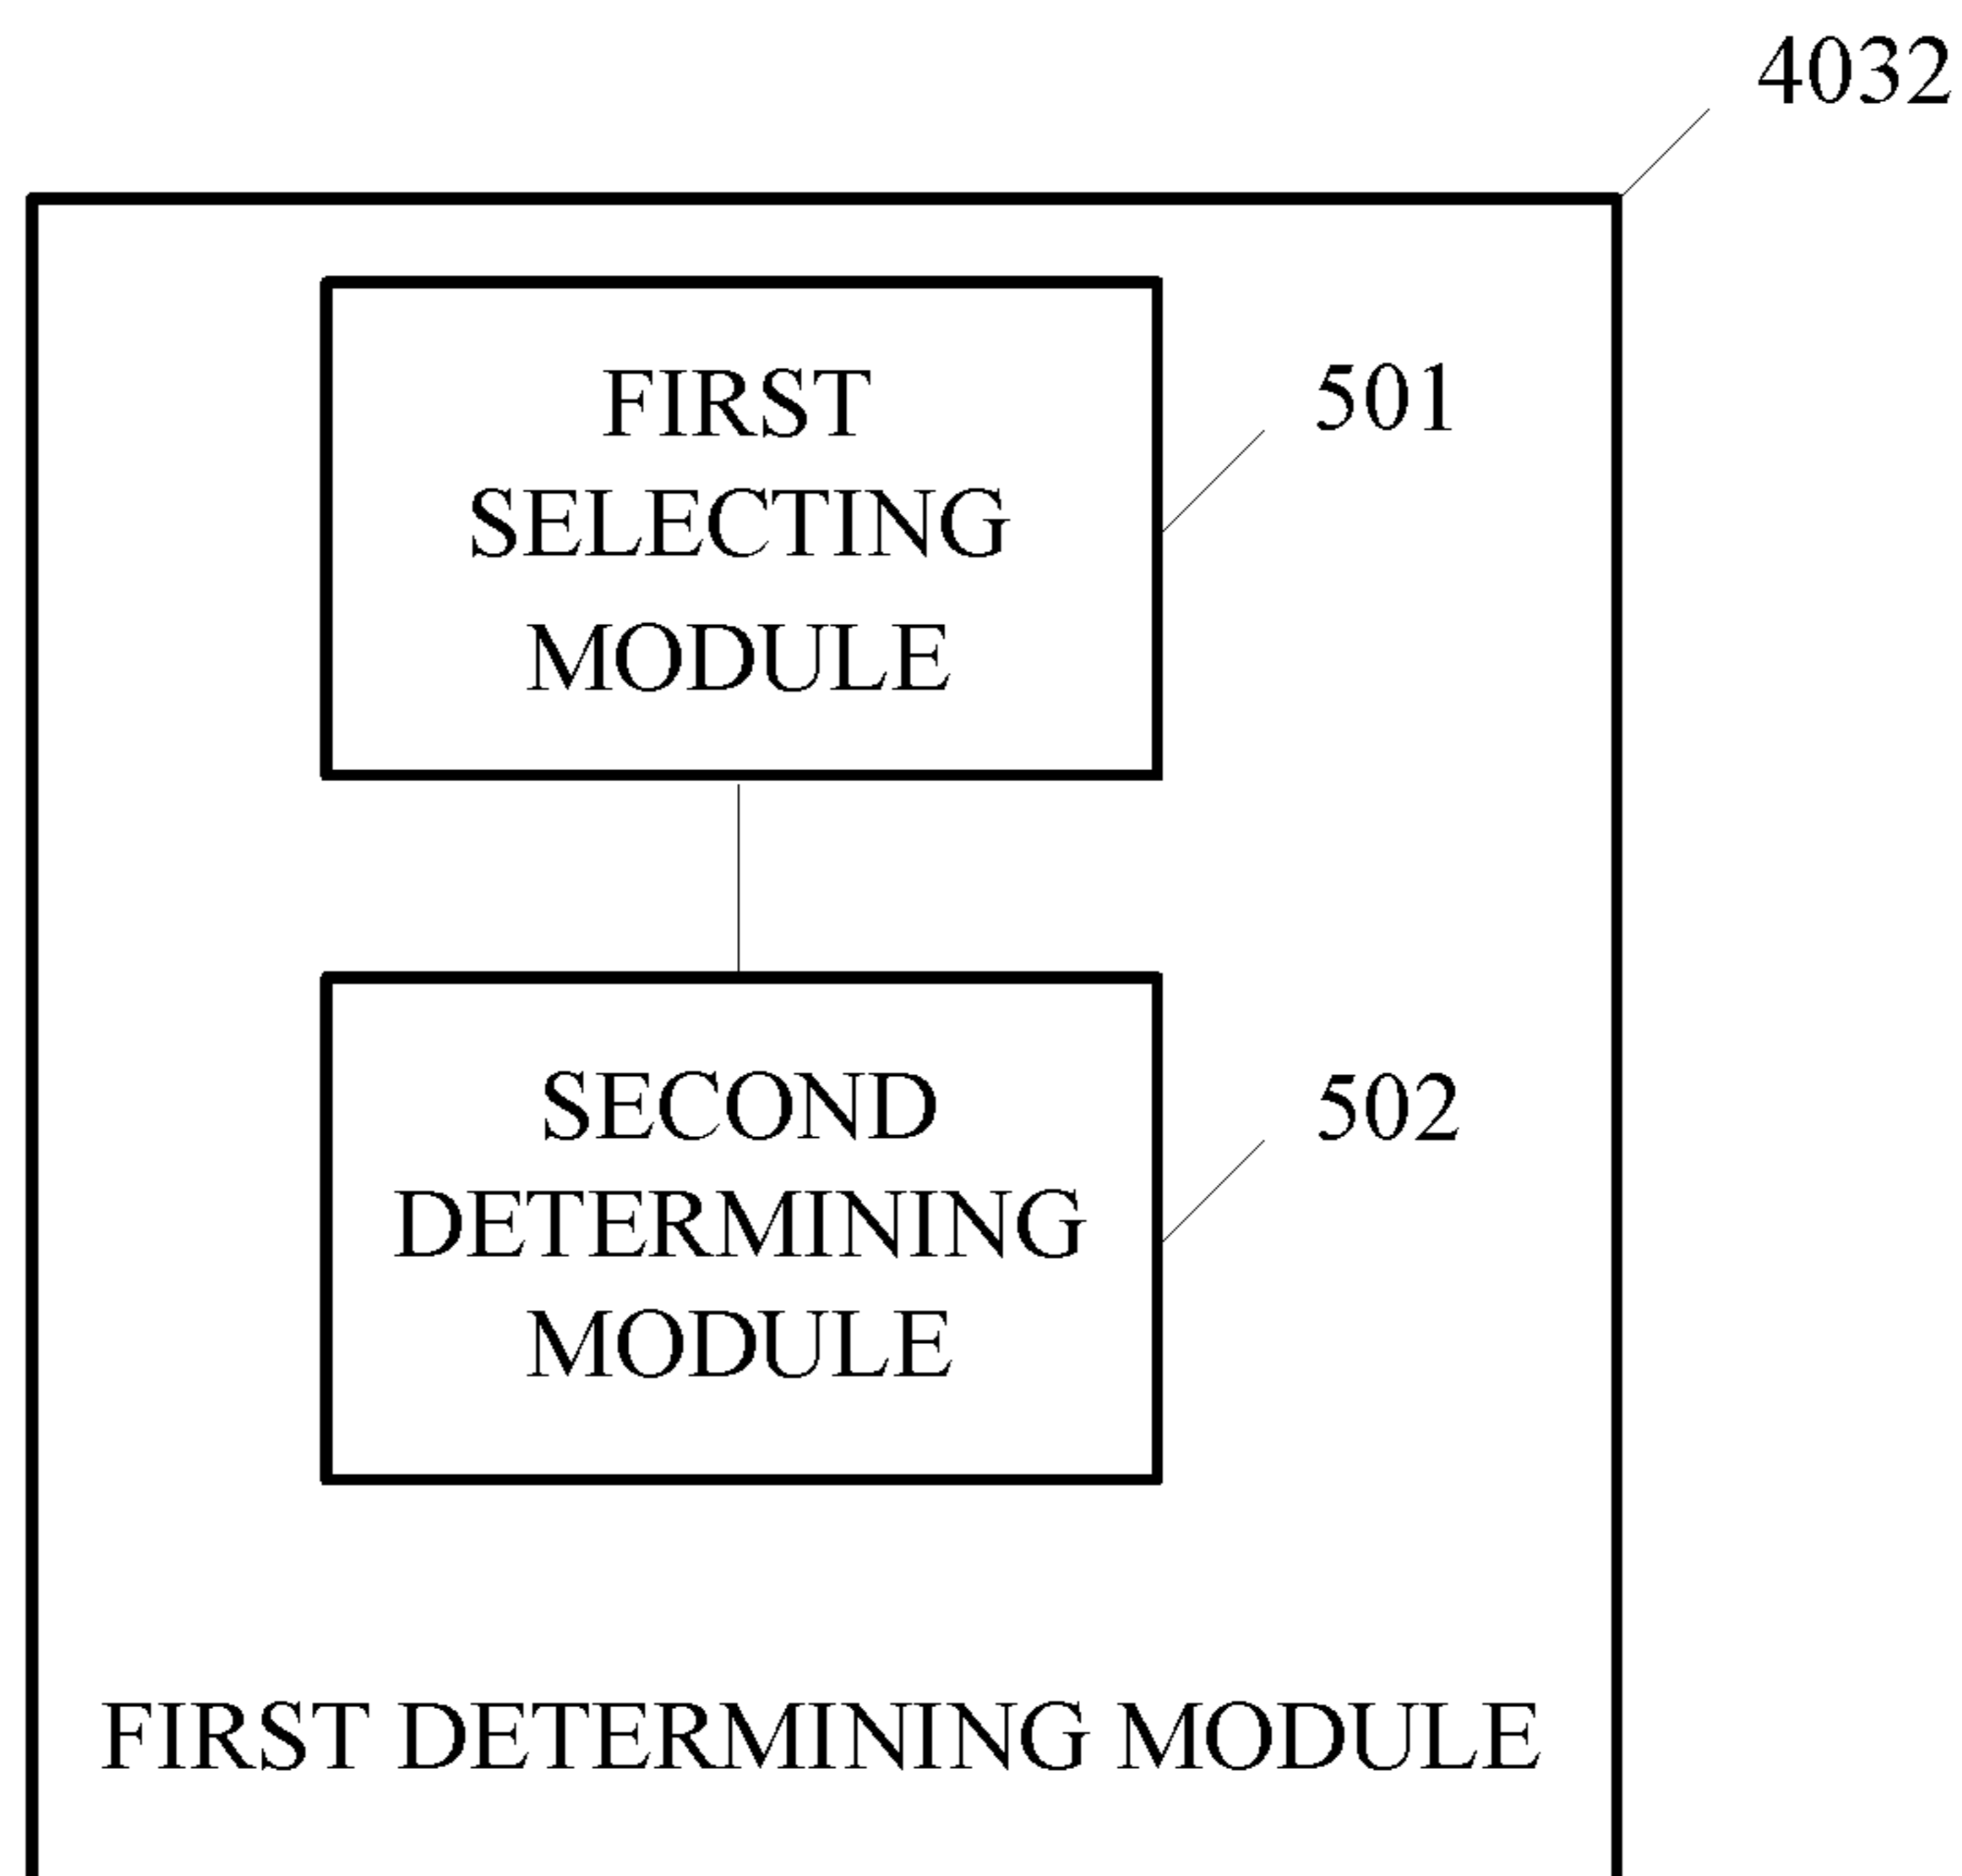 4032
FIRST
SELECTING
MODULE
501
SECOND
DETERMINING
MODULE
502
FIRST DETERMINING MODULE